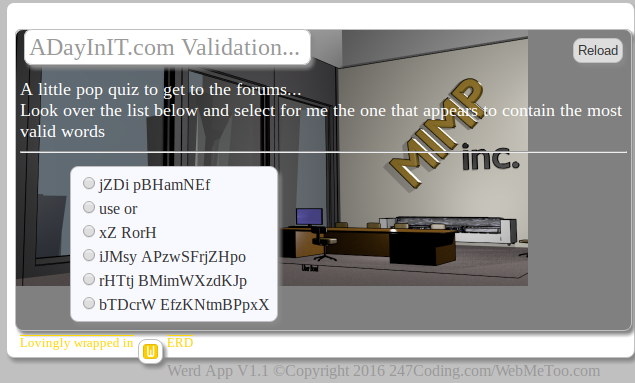 ADayInIT.com Validation...
Reload
A little pop quiz to get to the forums...
Look over the list below and select for me the one that appears to contain the most
valid words
MIMP
inc.
jZDi pBHamNEf
use or
xZ RorH
iJMsy APzwSFrjZHpo
rHTtj BMimWXzdKJp
bTDcrW EfzKNtmBPpxX
Lovingly wrapped in W ERD
Werd App V1.1 ©Copyright 2016 247Coding.com/WebMeToo.com